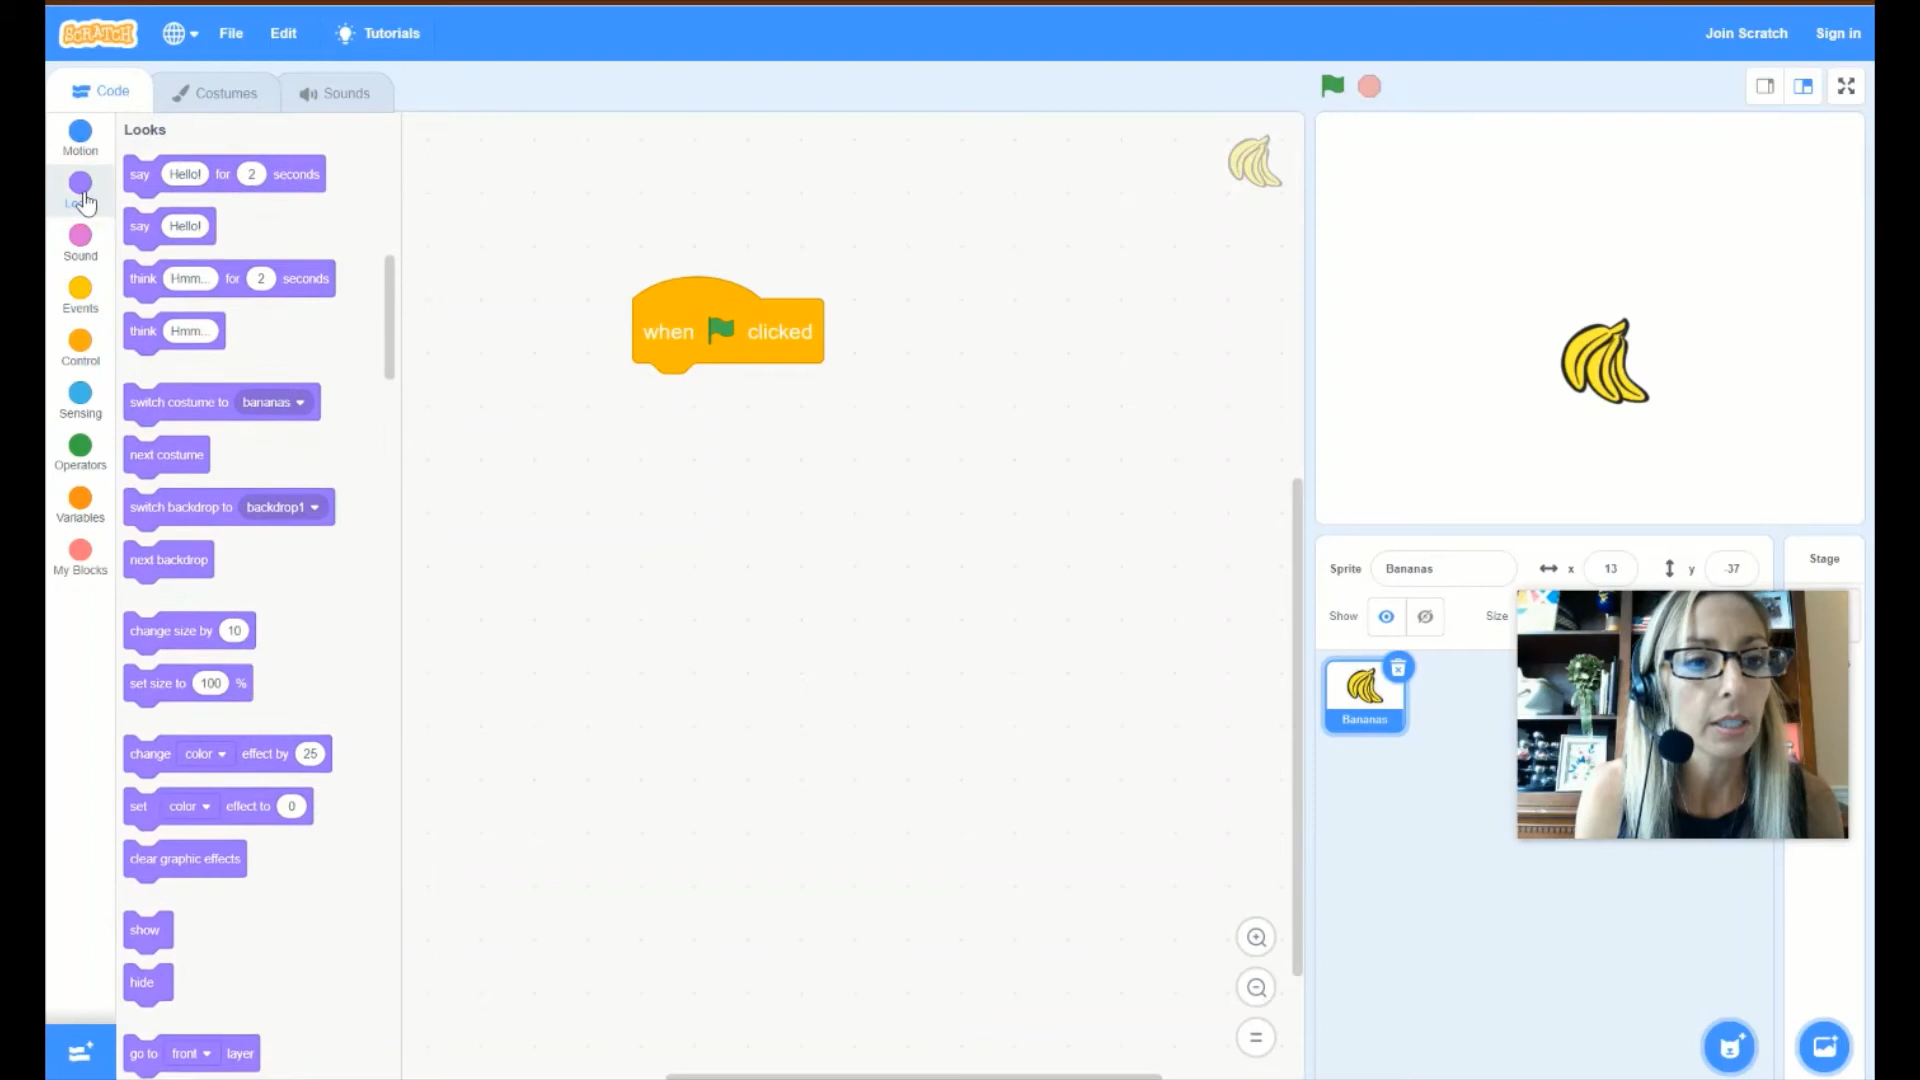 SCRATCH File Edit Tutorials Join Scratch Sign in
Code Costumes Sounds
Motion
Sound
Events
Control
Sensing
Operators
Variables
My Blocks
Looks
say Hello! for 2 seconds
say Hello!
think Hmm... for 2 seconds
think Hmm...
switch costume to bananas
next costume
switch backdrop to backdrop1
next backdrop
change size by 10
set size to 100 %
change color effect by 25
set color effect to 0
clear graphic effects
show
hide
go to front layer
when clicked
Sprite Bananas x 13 y -37
Show Size
Bananas
Stage